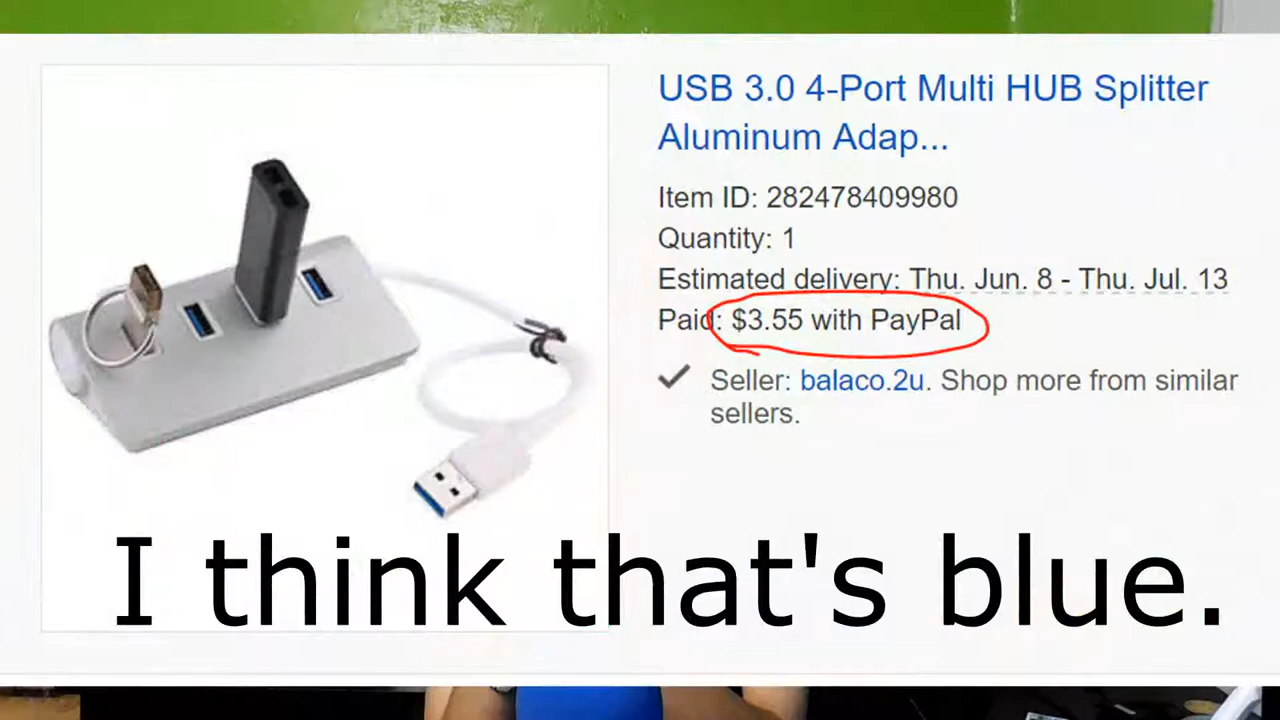 USB 3.0 4-Port Multi HUB Splitter
Aluminum Adap...
Item ID: 282478409980
Quantity: 1
Estimated delivery: Thu. Jun. 8 - Thu. Jul. 13
Paid: $3.55 with PayPal
Seller: balaco.2u. Shop more from similar
sellers.
I think that's blue.